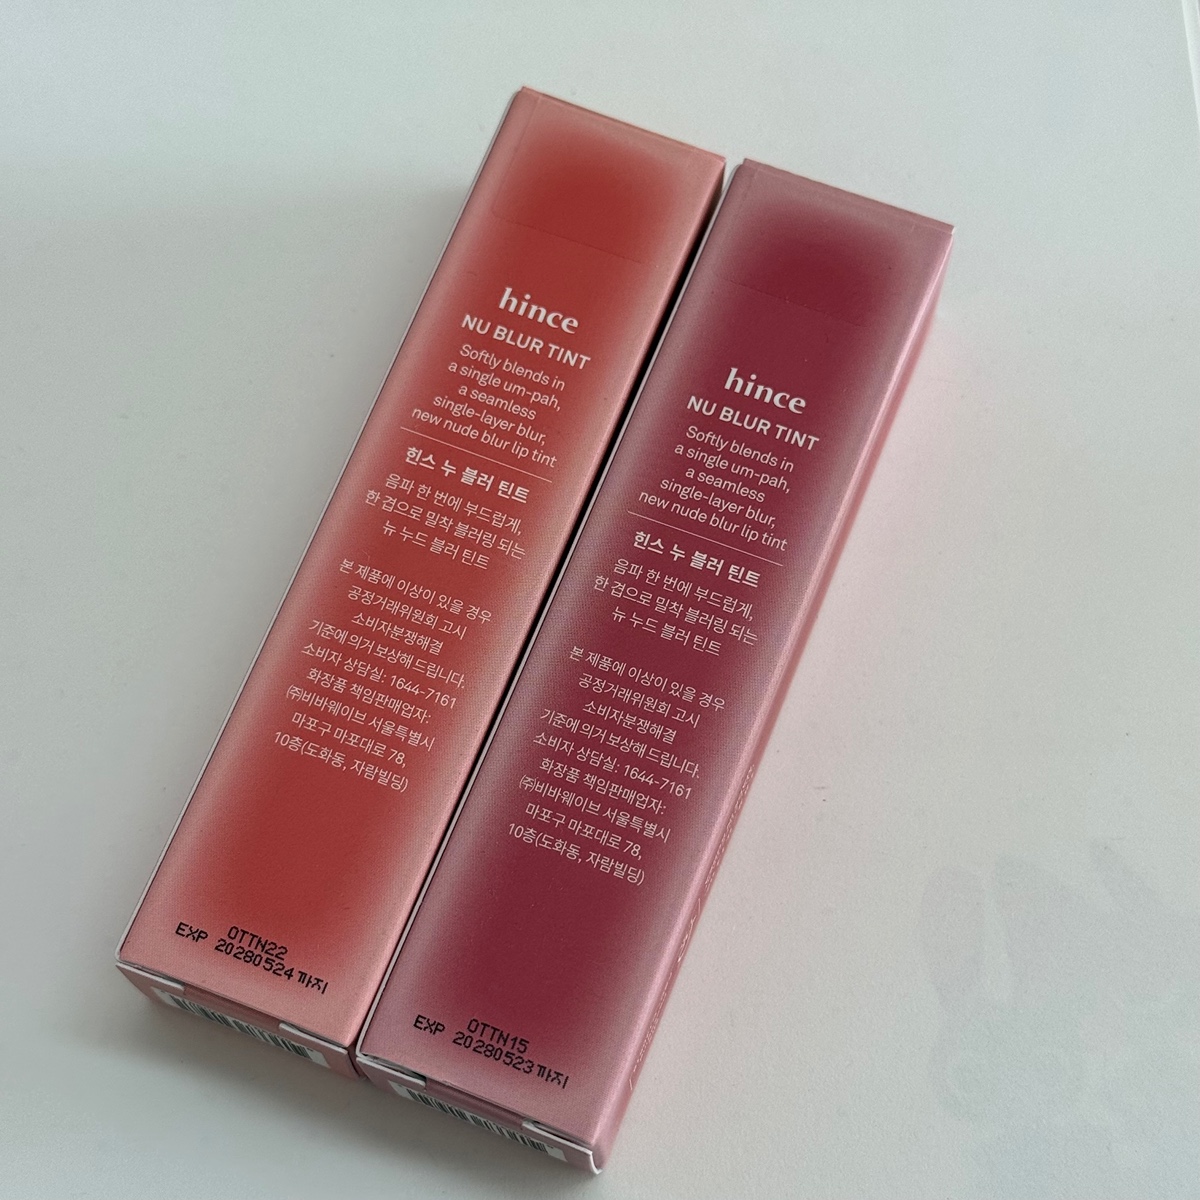 hince
NU BLUR TINT
Softly blends in
a single um-pah,
a seamless
single-layer blur,
new nude blur lip tint
힌스 누 블러 틴트
음파 한 번에 부드럽게,
한 겹으로 밀착 블러링 되는
뉴 누드 블러 틴트
본 제품에 이상이 있을 경우
공정거래위원회 고시
소비자분쟁해결
기준에 의거 보상해 드립니다.
소비자 상담실: 1644-7161
화장품 책임판매업자:
㈜비바웨이브 서울특별시
마포구 마포대로 78,
10층(도화동, 자람빌딩)
OTTN22
EXP 20280524까지
hince
NU BLUR TINT
Softly blends in
a single um-pah,
a seamless
single-layer blur,
new nude blur lip tint
힌스 누 블러 틴트
음파 한 번에 부드럽게,
한 겹으로 밀착 블러링 되는
뉴 누드 블러 틴트
본 제품에 이상이 있을 경우
공정거래위원회 고시
소비자분쟁해결
기준에 의거 보상해 드립니다.
소비자 상담실: 1644-7161
화장품 책임판매업자:
㈜비바웨이브 서울특별시
마포구 마포대로 78,
10층(도화동, 자람빌딩)
OTTN15
EXP 20280523까지